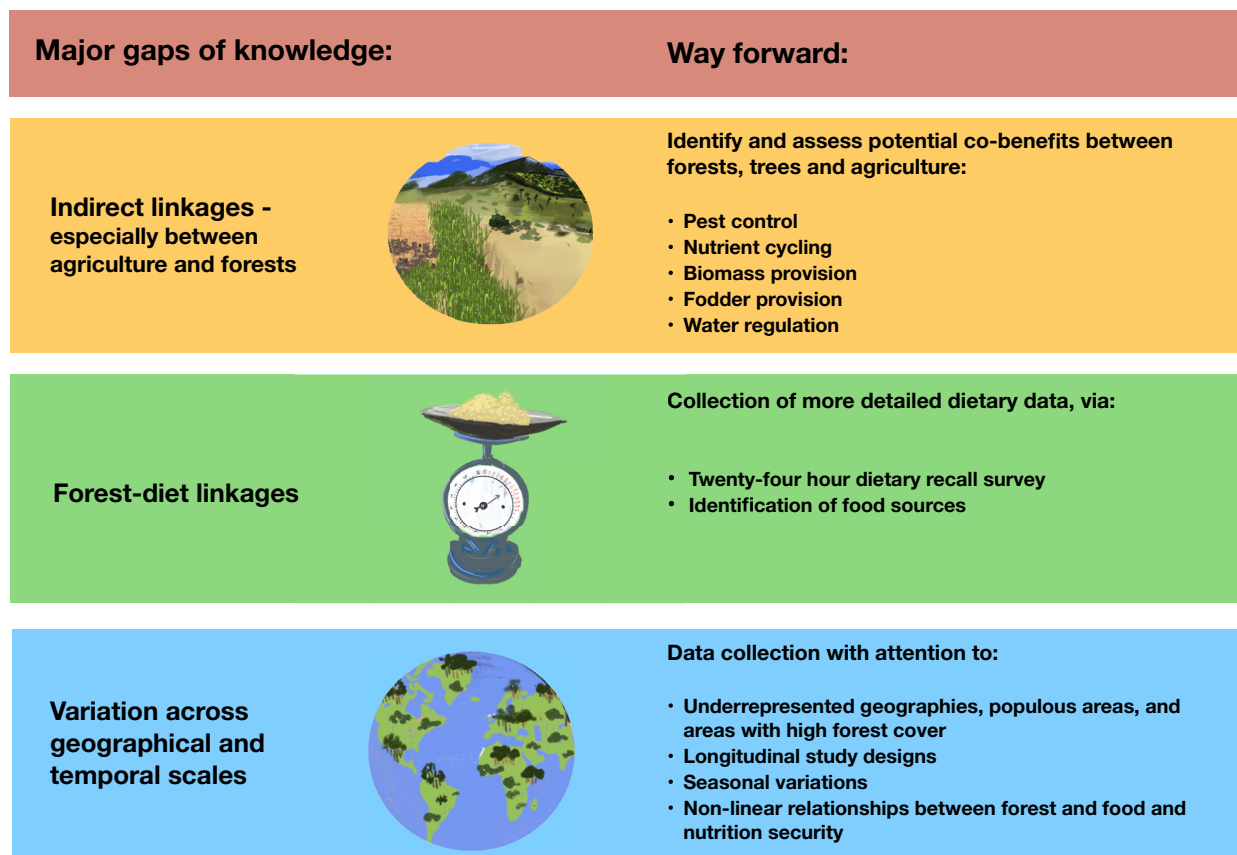 Major gaps of knowledge:
Way forward:
Indirect linkages -
especially between
agriculture and forests
Identify and assess potential co-benefits between
forests, trees and agriculture:
• Pest control
• Nutrient cycling
• Biomass provision
• Fodder provision
• Water regulation
Forest-diet linkages
Collection of more detailed dietary data, via:
• Twenty-four hour dietary recall survey
• Identification of food sources
Variation across
geographical and
temporal scales
Data collection with attention to:
• Underrepresented geographies, populous areas, and
areas with high forest cover
• Longitudinal study designs
• Seasonal variations
• Non-linear relationships between forest and food and
nutrition security